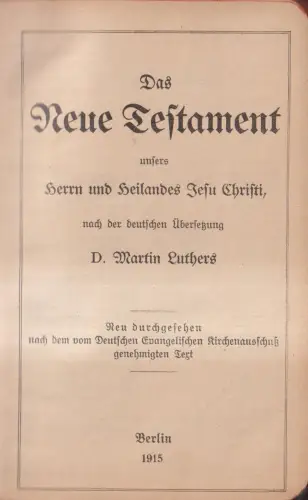 Das
Neue Testament
unsers
Herrn und Heilandes Jesu Christi,
nach der deutschen Übersetzung
D. Martin Luthers
Neu durchgesehen
nach dem vom Deutschen Evangelischen Kirchenausschuß
genehmigten Text
Berlin
1915